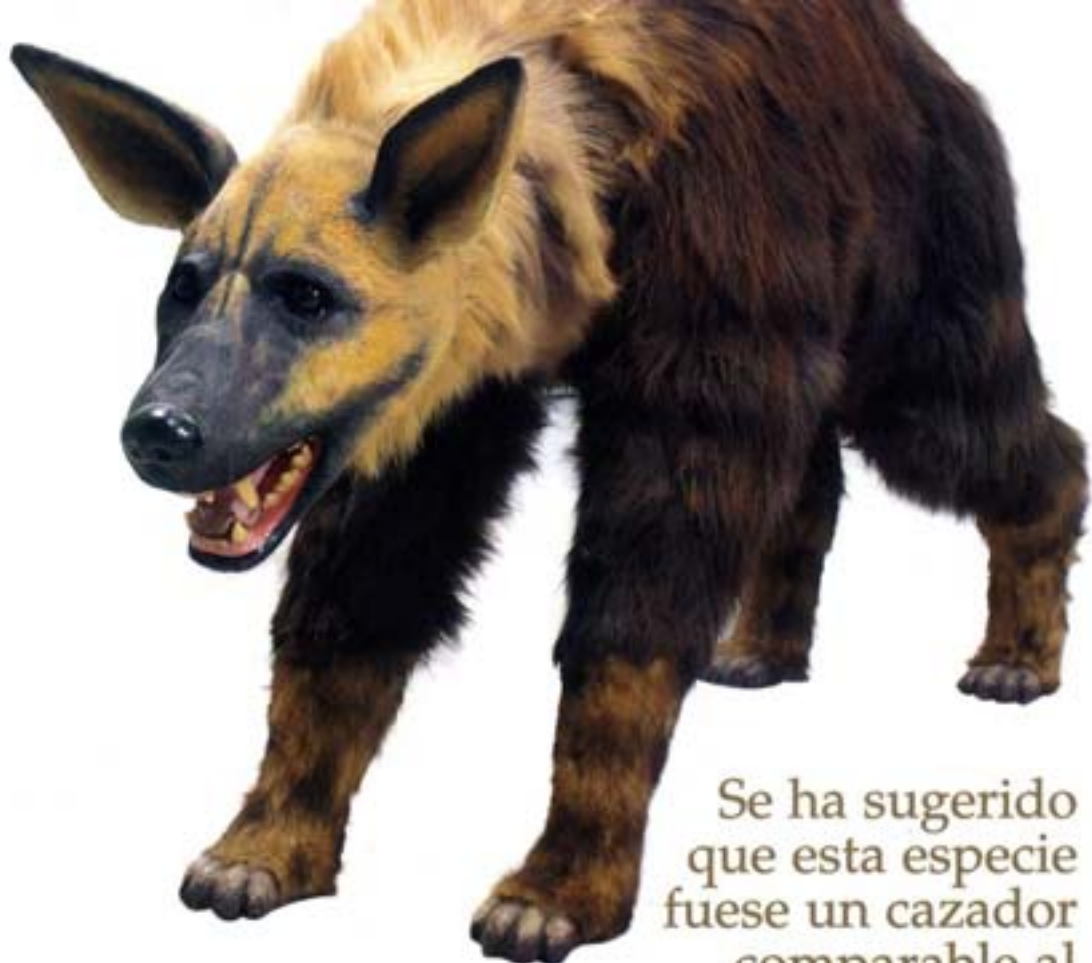 Se ha sugerido
que esta especie
fuese un cazador
comparable al